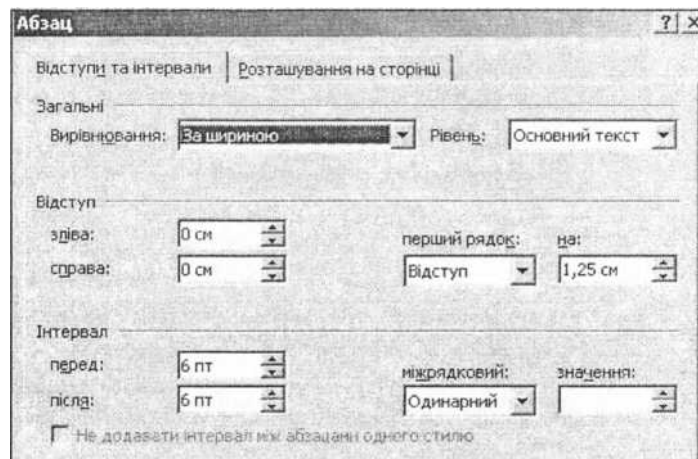 Абзац ? ×
Відступи та інтервали Розташування на сторінці
Загальні
Вирівнювання: За шириною Рівень: Основний текст
Відступ
зліва: 0 см перший рядок: на:
справа: 0 см Відступ 1,25 см
Інтервал
перед: 6 пт міжрядковий: значення:
після: 6 пт Одинарний
Не додавати інтервал між абзацами одного стилю